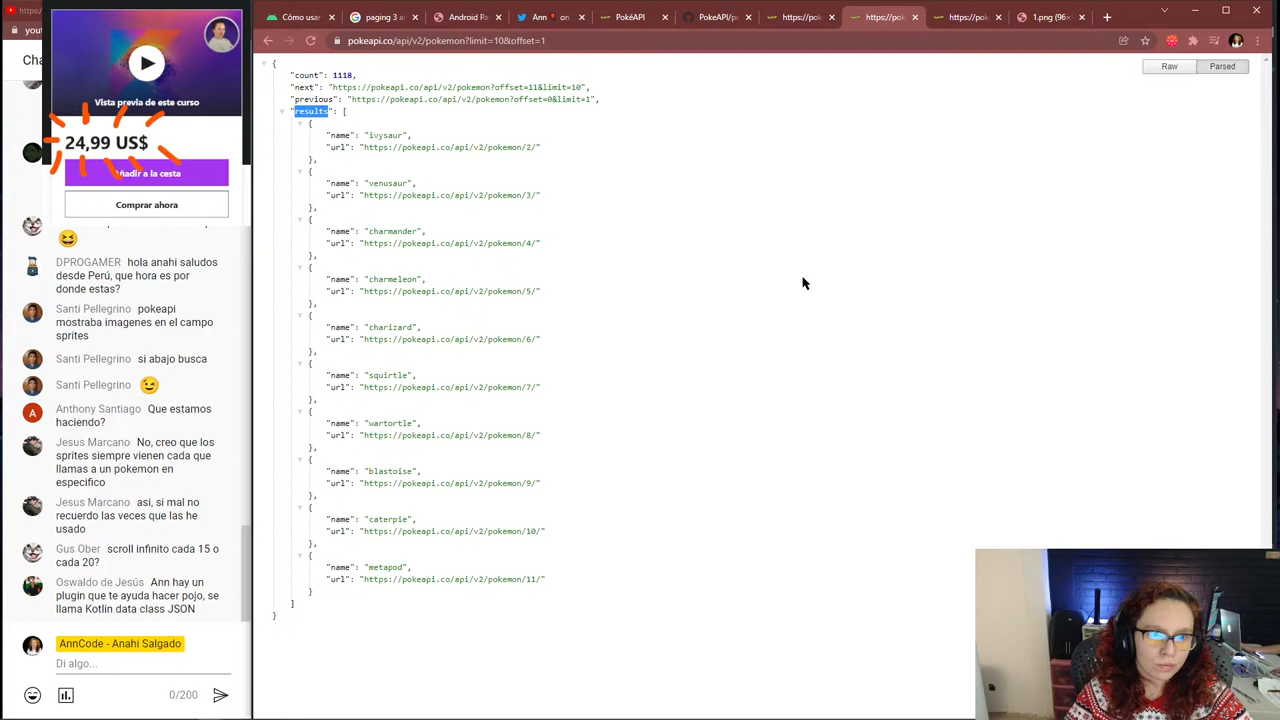 https://
Cómo usar
paging 3 an
Android Pa
Ann 🎈 on
PokéAPI
PokeAPI/po
https://pok
https://pok
https://pok
1.png (96×
pokeapi.co/api/v2/pokemon?limit=10&offset=1
Raw
Parsed
Vista previa de este curso
24,99 US$
Añadir a la cesta
Comprar ahora
DPROGAMER hola anahi saludos
desde Perú, que hora es por
donde estas?
Santi Pellegrino pokeapi
mostraba imagenes en el campo
sprites
Santi Pellegrino si abajo busca
Santi Pellegrino 😉
A
Anthony Santiago Que estamos
haciendo?
Jesus Marcano No, creo que los
sprites siempre vienen cada que
llamas a un pokemon en
especifico
Jesus Marcano asi, si mal no
recuerdo las veces que las he
usado
Gus Ober scroll infinito cada 15 o
cada 20?
Oswaldo de Jesús Ann hay un
plugin que te ayuda hacer pojo, se
llama Kotlin data class JSON
AnnCode - Anahi Salgado
Di algo...
0/200
{
"count": 1118,
"next": "https://pokeapi.co/api/v2/pokemon?offset=11&limit=10",
"previous": "https://pokeapi.co/api/v2/pokemon?offset=0&limit=1",
"results": [
{
"name": "ivysaur",
"url": "https://pokeapi.co/api/v2/pokemon/2/"
},
{
"name": "venusaur",
"url": "https://pokeapi.co/api/v2/pokemon/3/"
},
{
"name": "charmander",
"url": "https://pokeapi.co/api/v2/pokemon/4/"
},
{
"name": "charmeleon",
"url": "https://pokeapi.co/api/v2/pokemon/5/"
},
{
"name": "charizard",
"url": "https://pokeapi.co/api/v2/pokemon/6/"
},
{
"name": "squirtle",
"url": "https://pokeapi.co/api/v2/pokemon/7/"
},
{
"name": "wartortle",
"url": "https://pokeapi.co/api/v2/pokemon/8/"
},
{
"name": "blastoise",
"url": "https://pokeapi.co/api/v2/pokemon/9/"
},
{
"name": "caterpie",
"url": "https://pokeapi.co/api/v2/pokemon/10/"
},
{
"name": "metapod",
"url": "https://pokeapi.co/api/v2/pokemon/11/"
}
]
}